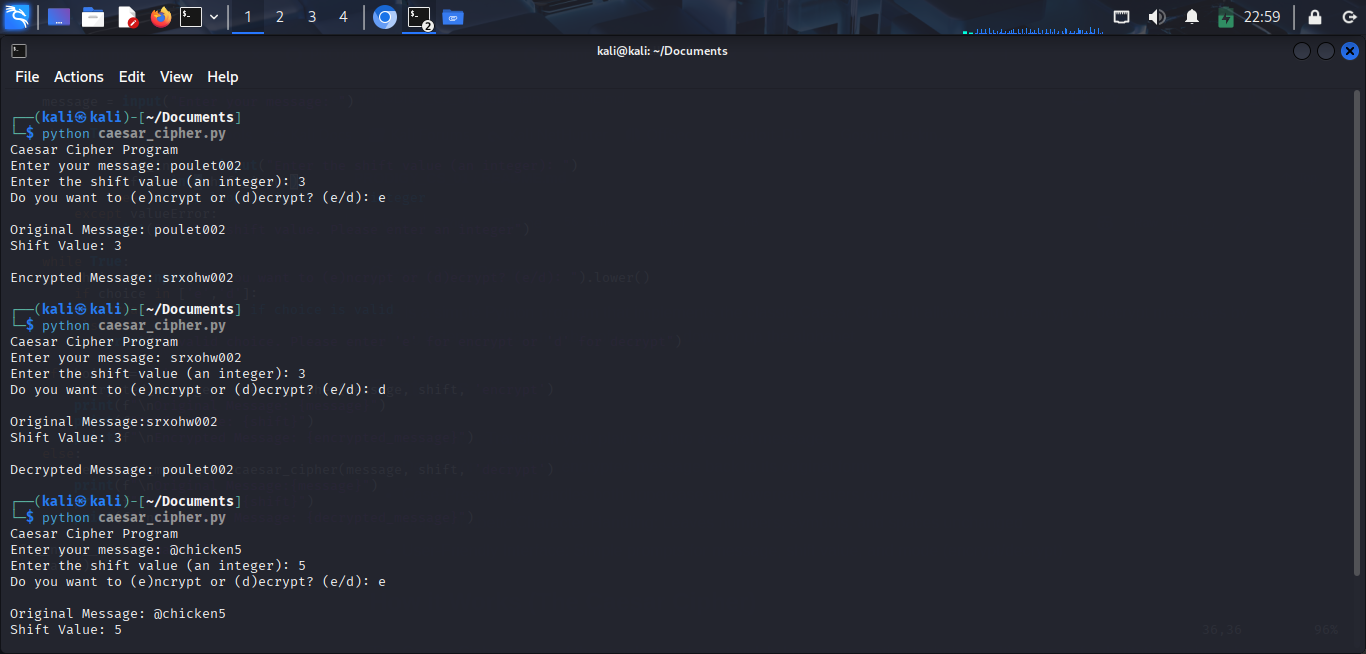 1 2 3 4 2 22:59
kali@kali: ~/Documents
File Actions Edit View Help
┌──(kali㉿kali)-[~/Documents]
└─$ python caesar_cipher.py
Caesar Cipher Program
Enter your message: poulet002
Enter the shift value (an integer): 3
Do you want to (e)ncrypt or (d)ecrypt? (e/d): e
Original Message: poulet002
Shift Value: 3
Encrypted Message: srxohw002
┌──(kali㉿kali)-[~/Documents]
└─$ python caesar_cipher.py
Caesar Cipher Program
Enter your message: srxohw002
Enter the shift value (an integer): 3
Do you want to (e)ncrypt or (d)ecrypt? (e/d): d
Original Message:srxohw002
Shift Value: 3
Decrypted Message: poulet002
┌──(kali㉿kali)-[~/Documents]
└─$ python caesar_cipher.py
Caesar Cipher Program
Enter your message: @chicken5
Enter the shift value (an integer): 5
Do you want to (e)ncrypt or (d)ecrypt? (e/d): e
Original Message: @chicken5
Shift Value: 5
36,36 96%